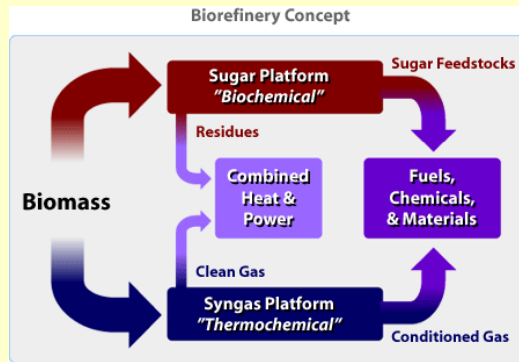 Biorefinery Concept
Sugar Platform
"Biochemical"
Sugar Feedstocks
Residues
Combined
Heat &
Power
Fuels,
Chemicals,
& Materials
Biomass
Clean Gas
Syngas Platform
"Thermochemical"
Conditioned Gas